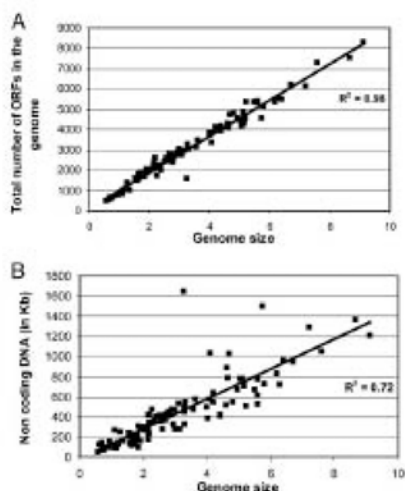 A
Total number of ORFs in the genome
9000
8000
7000
6000
5000
4000
3000
2000
1000
0
R² = 0.98
0 2 4 6 8 10
Genome size
B
Non coding DNA (in Kb)
1800
1600
1400
1200
1000
800
600
400
200
0
R² = 0.72
0 2 4 6 8 10
Genome size